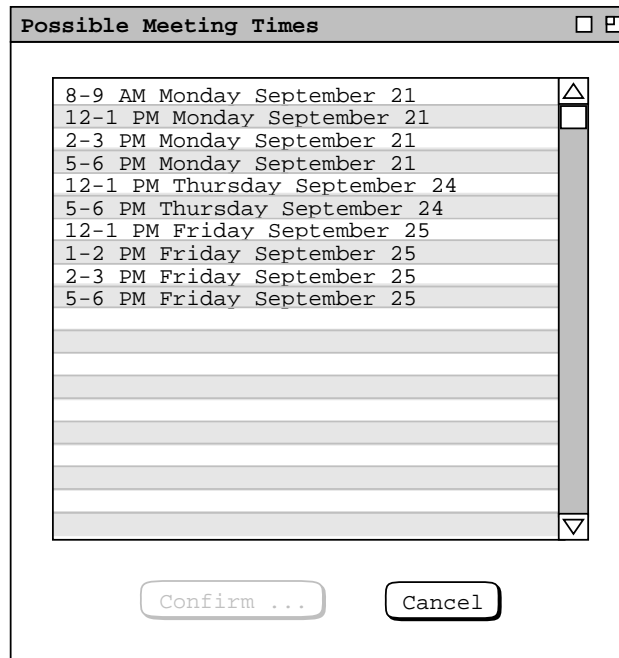 Possible Meeting Times
8-9 AM Monday September 21
12-1 PM Monday September 21
2-3 PM Monday September 21
5-6 PM Monday September 21
12-1 PM Thursday September 24
5-6 PM Thursday September 24
12-1 PM Friday September 25
1-2 PM Friday September 25
2-3 PM Friday September 25
5-6 PM Friday September 25
Confirm ... Cancel